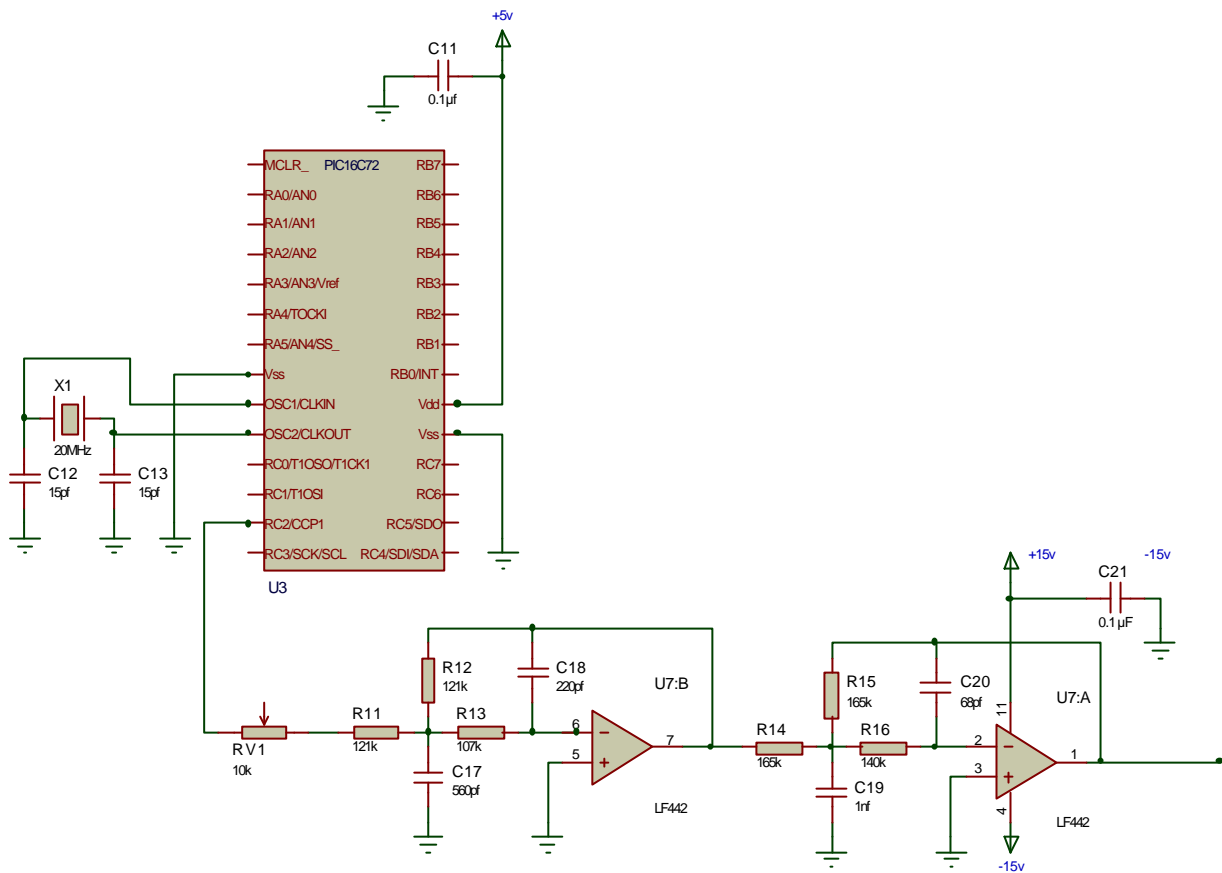 +5v
C11
0.1µf
MCLR_ PIC16C72 RB7
RA0/AN0 RB6
RA1/AN1 RB5
RA2/AN2 RB4
RA3/AN3/Vref RB3
RA4/TOCKI RB2
RA5/AN4/SS_ RB1
Vss RB0/INT
OSC1/CLKIN Vdd
OSC2/CLKOUT Vss
RC0/T1OSO/T1CK1 RC7
RC1/T1OSI RC6
RC2/CCP1 RC5/SDO
RC3/SCK/SCL RC4/SDI/SDA
U3
X1
20MHz
C12
15pf
C13
15pf
RV1
10k
R11
121k
R12
121k
R13
107k
C17
560pf
C18
220pf
U7:B
6
5
7
LF442
R14
165k
R15
165k
R16
140k
C19
1nf
C20
68pf
+15v
-15v
C21
0.1µF
U7:A
11
2
3
1
4
LF442
-15v